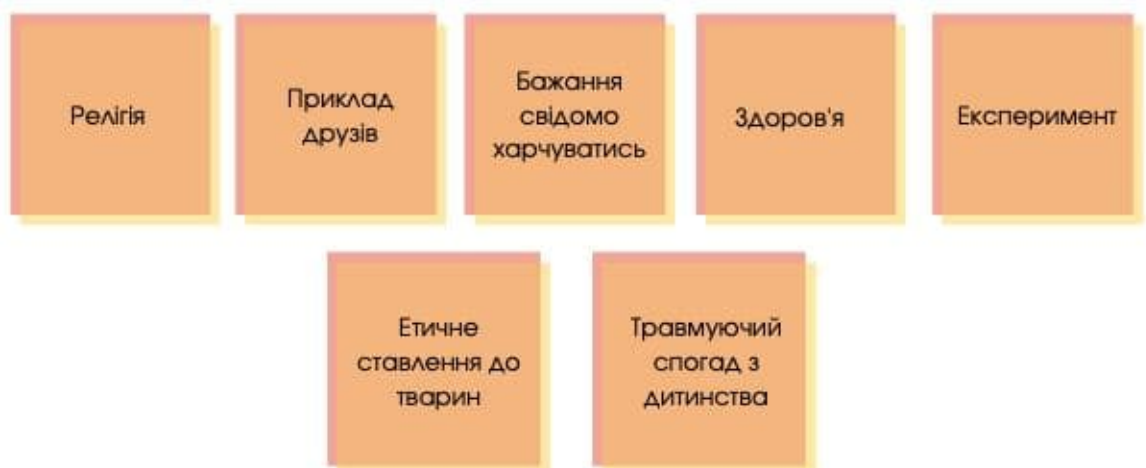 Релігія
Приклад
друзів
Бажання
свідомо
харчуватись
Здоров'я
Експеримент
Етичне
ставлення до
тварин
Травмуючий
спогад з
дитинства